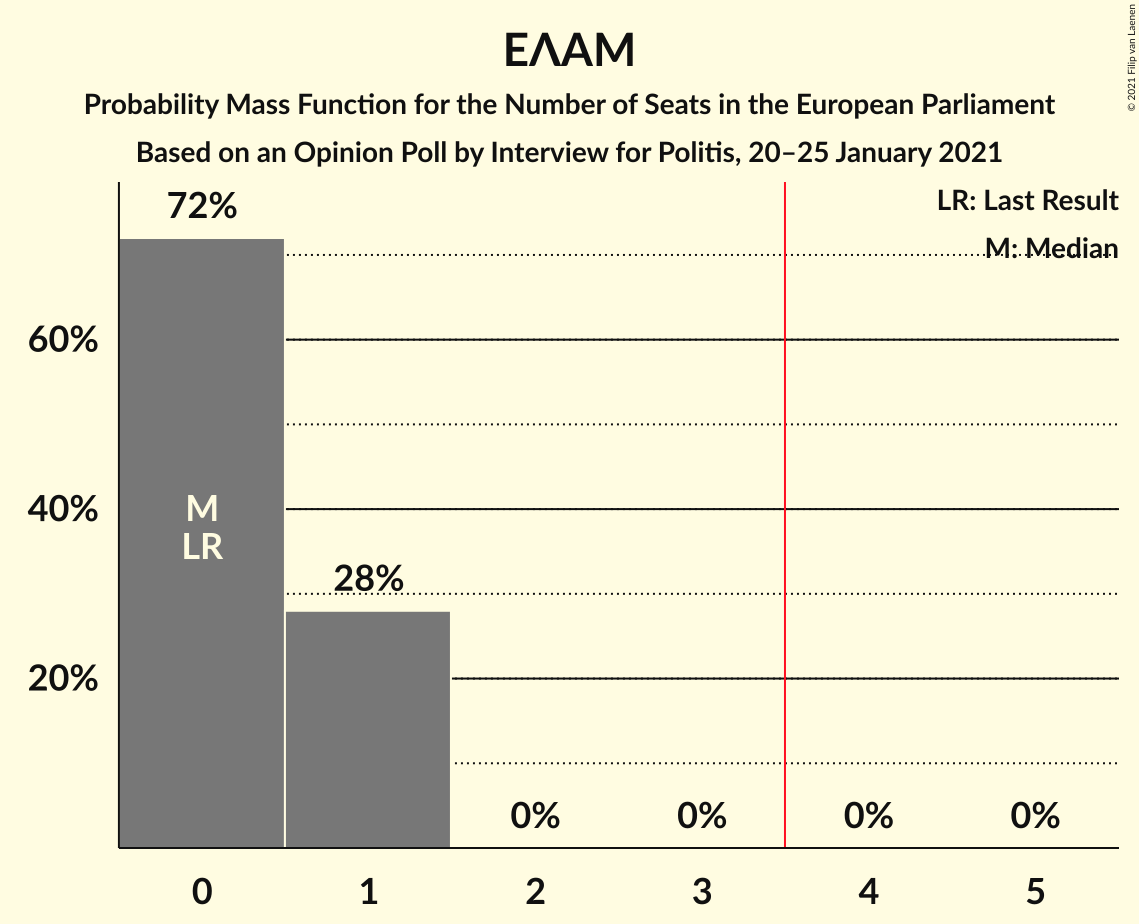 ΕΛΑΜ
Probability Mass Function for the Number of Seats in the European Parliament
Based on an Opinion Poll by Interview for Politis, 20–25 January 2021
© 2021 Filip van Laenen
LR: Last Result
M: Median
72%
60%
40%
20%
M
LR
28%
0% 0% 0% 0%
0 1 2 3 4 5